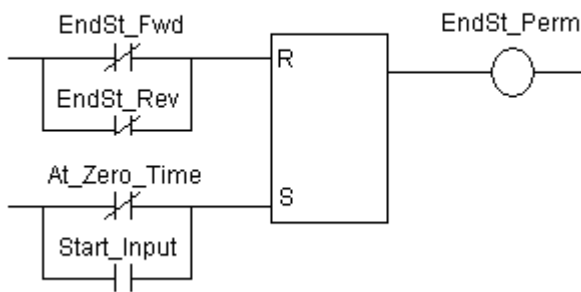 EndSt_Fwd
EndSt_Perm
R
EndSt_Rev
At_Zero_Time
S
Start_Input